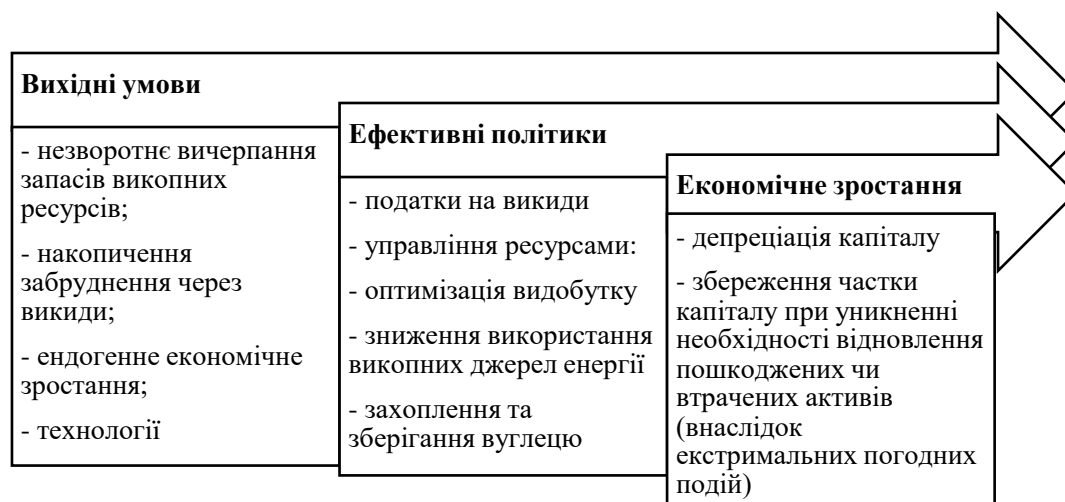 Вихідні умови
- незворотнє вичерпання
запасів викопних
ресурсів;
- накопичення
забруднення через
викиди;
- ендогенне економічне
зростання;
- технології
Ефективні політики
- податки на викиди
- управління ресурсами:
- оптимізація видобутку
- зниження використання
викопних джерел енергії
- захоплення та
зберігання вуглецю
Економічне зростання
- депреціація капіталу
- збереження частки
капіталу при уникненні
необхідності відновлення
пошкоджених чи
втрачених активів
(внаслідок
екстримальних погодних
подій)